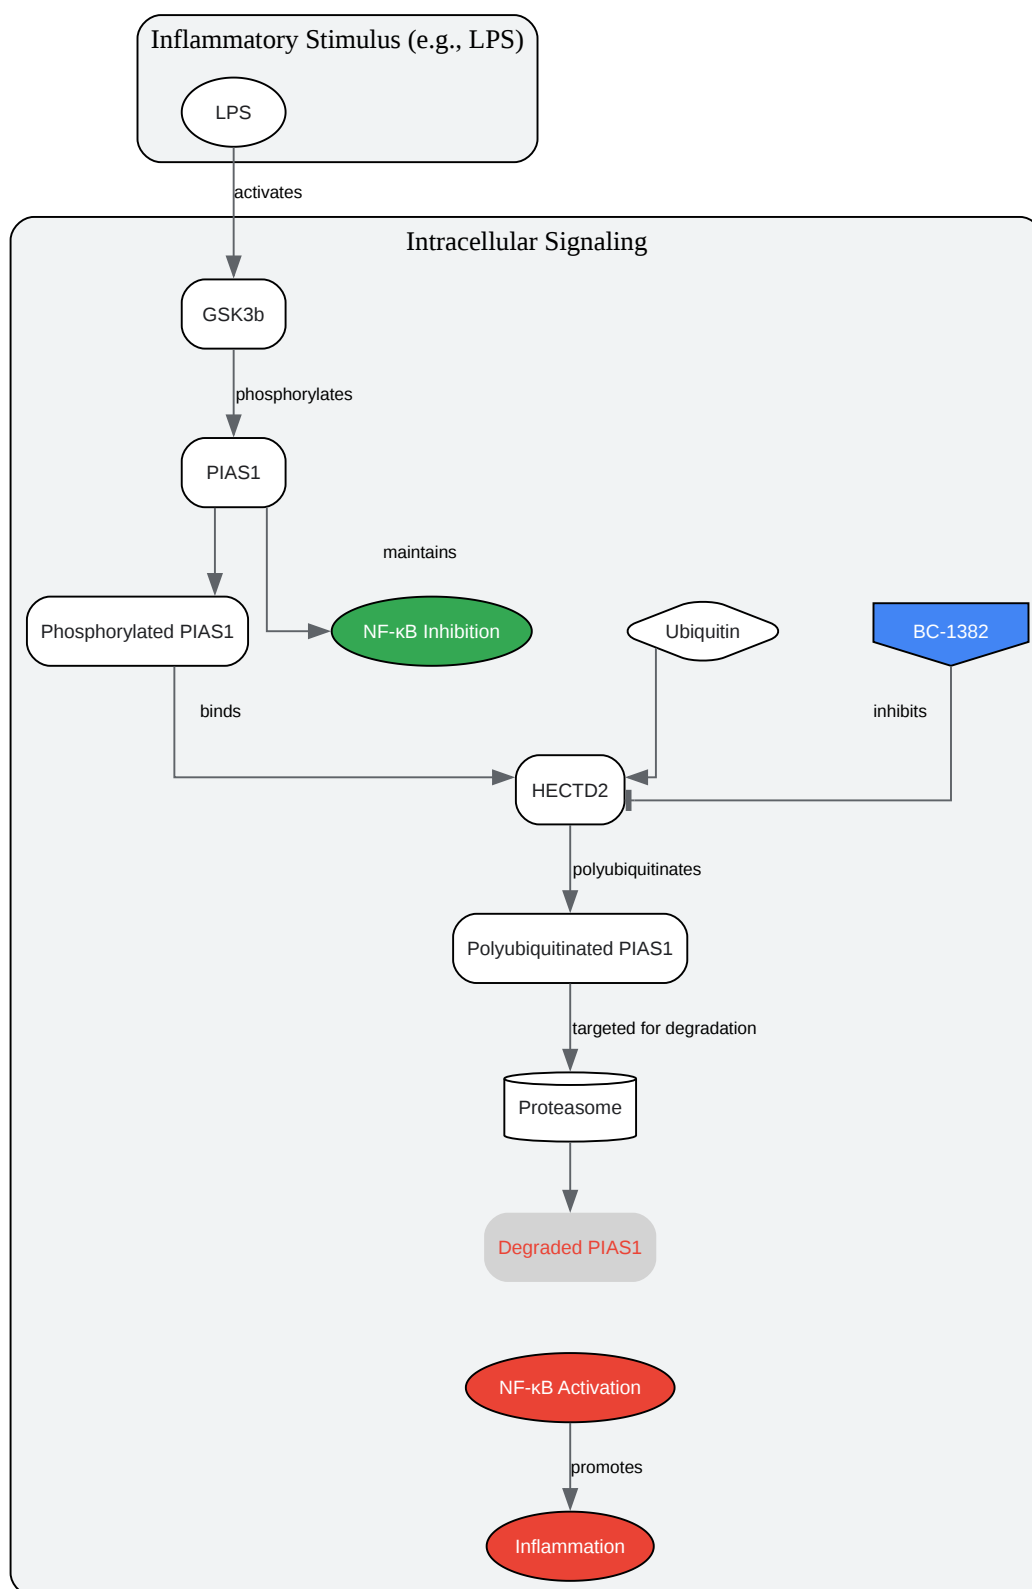 Inflammatory Stimulus (e.g., LPS)
LPS
activates
Intracellular Signaling
GSK3b
phosphorylates
PIAS1
maintains
Phosphorylated PIAS1
NF-κB Inhibition
Ubiquitin
BC-1382
binds
inhibits
HECTD2
polyubiquitinates
Polyubiquitinated PIAS1
targeted for degradation
Proteasome
Degraded PIAS1
NF-κB Activation
promotes
Inflammation